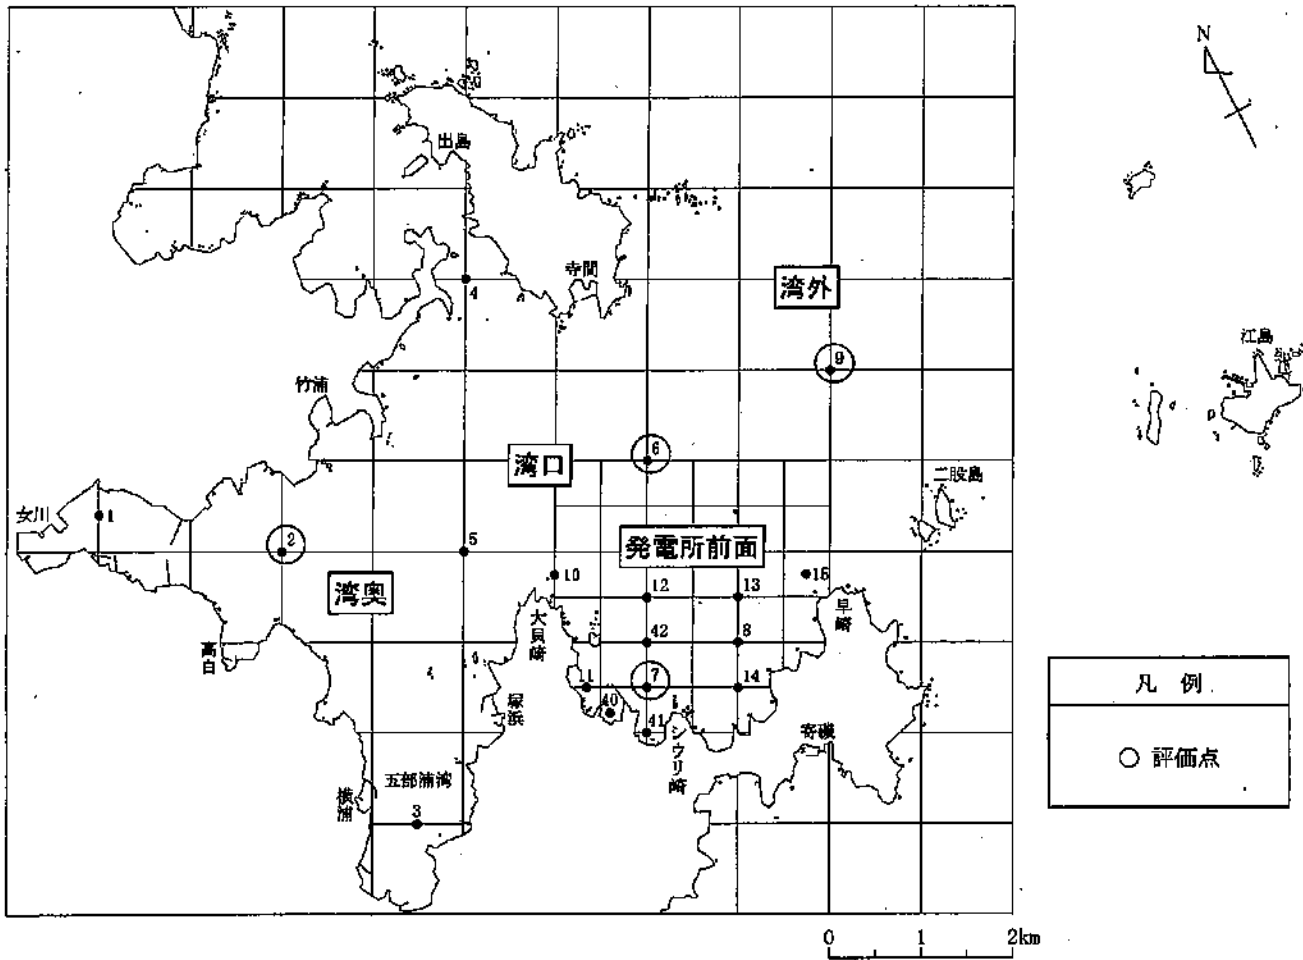 N
出島
寺間
湾外
4
江島
9
竹浦
6
湾口
二股島
女川
1
2
5
発電所前面
10
12
13
15
湾奥
大貝崎
早崎
高白
42
8
11
7
14
40
塚浜
41
シウリ崎
寄磯
五部浦湾
横浦
3
凡 例
○ 評価点
0 1 2km